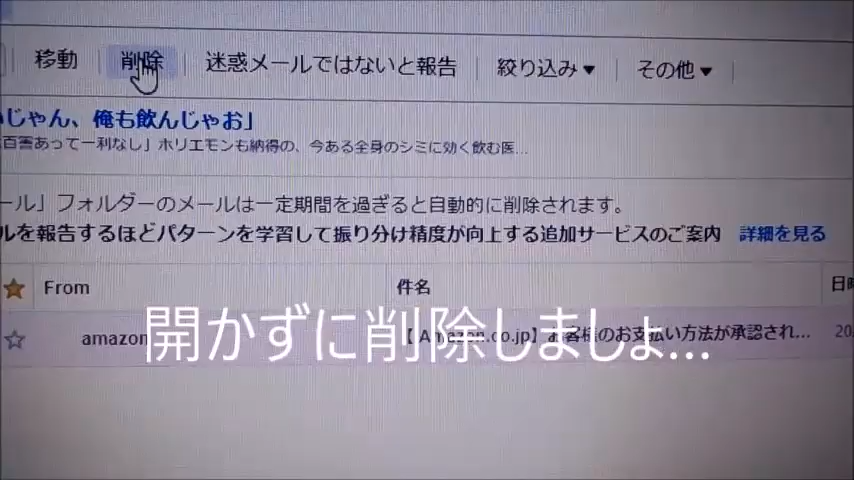 移動 削除 迷惑メールではないと報告 絞り込み▼ その他▼
じゃん、俺も飲んじゃお」
百害あって一利なし」ホリエモンも納得の、今ある全身のシミに効く飲む医...
ール」フォルダーのメールは一定期間を過ぎると自動的に削除されます。
ルを報告するほどパターンを学習して振り分け精度が向上する追加サービスのご案内 詳細を見る
From 件名 日時
amazon 【 Amazon.co.jp】お客様のお支払い方法が承認され... 20
開かずに削除しましょ...